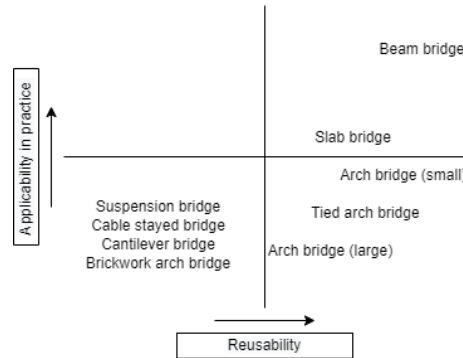 Beam bridge
Applicability in practice
Slab bridge
Arch bridge (small)
Suspension bridge
Tied arch bridge
Cable stayed bridge
Cantilever bridge
Arch bridge (large)
Brickwork arch bridge
Reusability